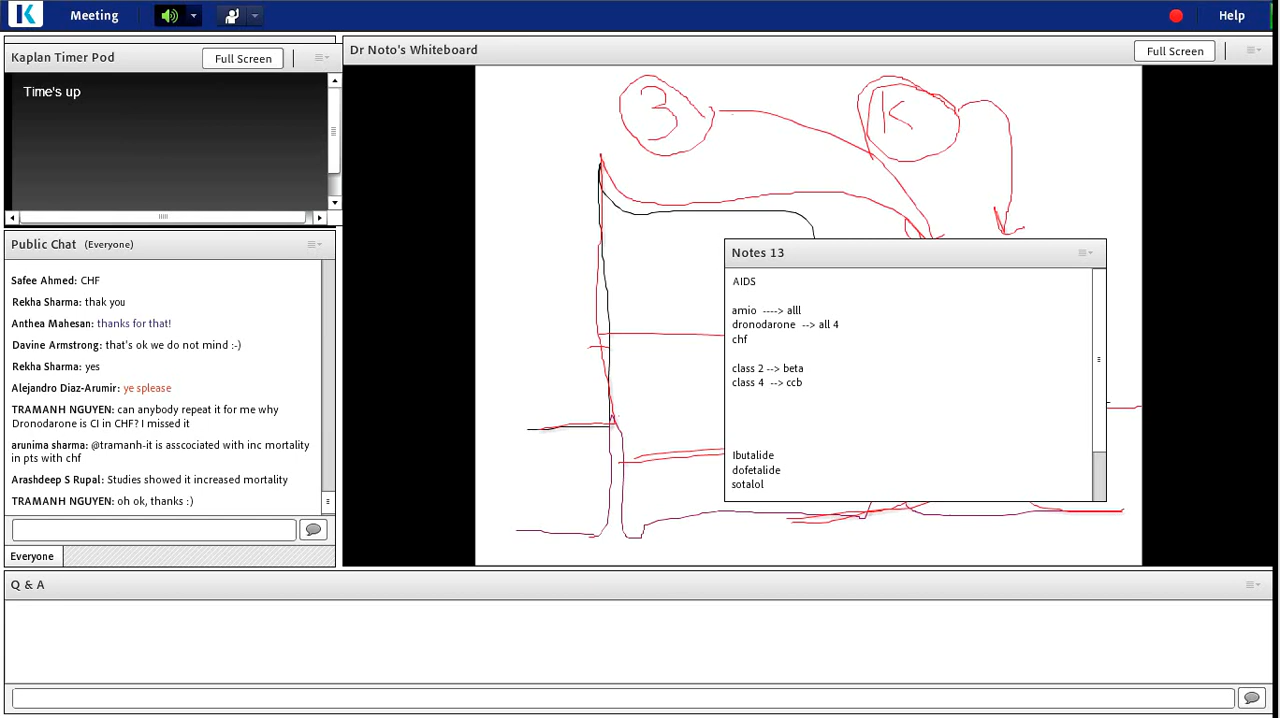 K
Meeting
Help
Kaplan Timer Pod
Full Screen
Time's up
Public Chat (Everyone)
Safee Ahmed: CHF
Rekha Sharma: thak you
Anthea Mahesan: thanks for that!
Davine Armstrong: that's ok we do not mind :-)
Rekha Sharma: yes
Alejandro Diaz-Arumir: ye splease
TRAMANH NGUYEN: can anybody repeat it for me why
Dronodarone is CI in CHF? I missed it
arunima sharma: @tramanh-it is asscociated with inc mortality
in pts with chf
Arashdeep S Rupal: Studies showed it increased mortality
TRAMANH NGUYEN: oh ok, thanks :)
Everyone
Dr Noto's Whiteboard
Full Screen
3
K
Notes 13
AIDS
amio ----> alll
dronodarone --> all 4
chf
class 2 --> beta
class 4 --> ccb
Ibutalide
dofetalide
sotalol
Q & A